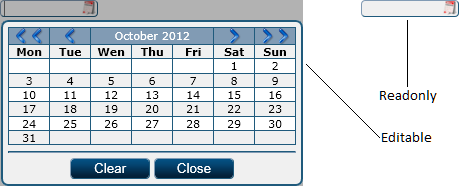 October 2012
Mon Tue Wen Thu Fri Sat Sun
1 2
3 4 5 6 7 8 9
10 11 12 13 14 15 16
17 18 19 20 21 22 23
24 25 26 27 28 29 30
31
Clear Close
Readonly
Editable